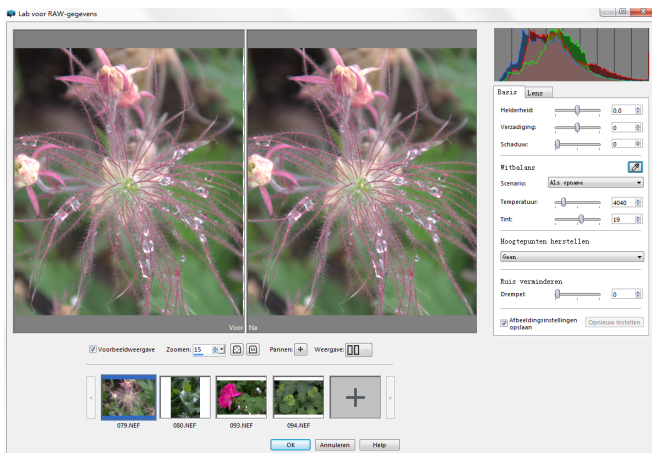 Lab voor RAW-gegevens
Voor
Na
Basis
Lens
Helderheid: 0,0
Verzadiging: 0
Schaduw: 0
Witbalans
Scenario: Als opname
Temperatuur: 4040
Tint: 19
Hoogtepunten herstellen
Geen
Ruis verminderen
Drempel: 0
Afbeeldingsinstellingen
opslaan
Opnieuw instellen
Voorbeeldweergave Zoomen: 15 Pannen: Weergave:
079.NEF
080.NEF
093.NEF
094.NEF
OK
Annuleren
Help